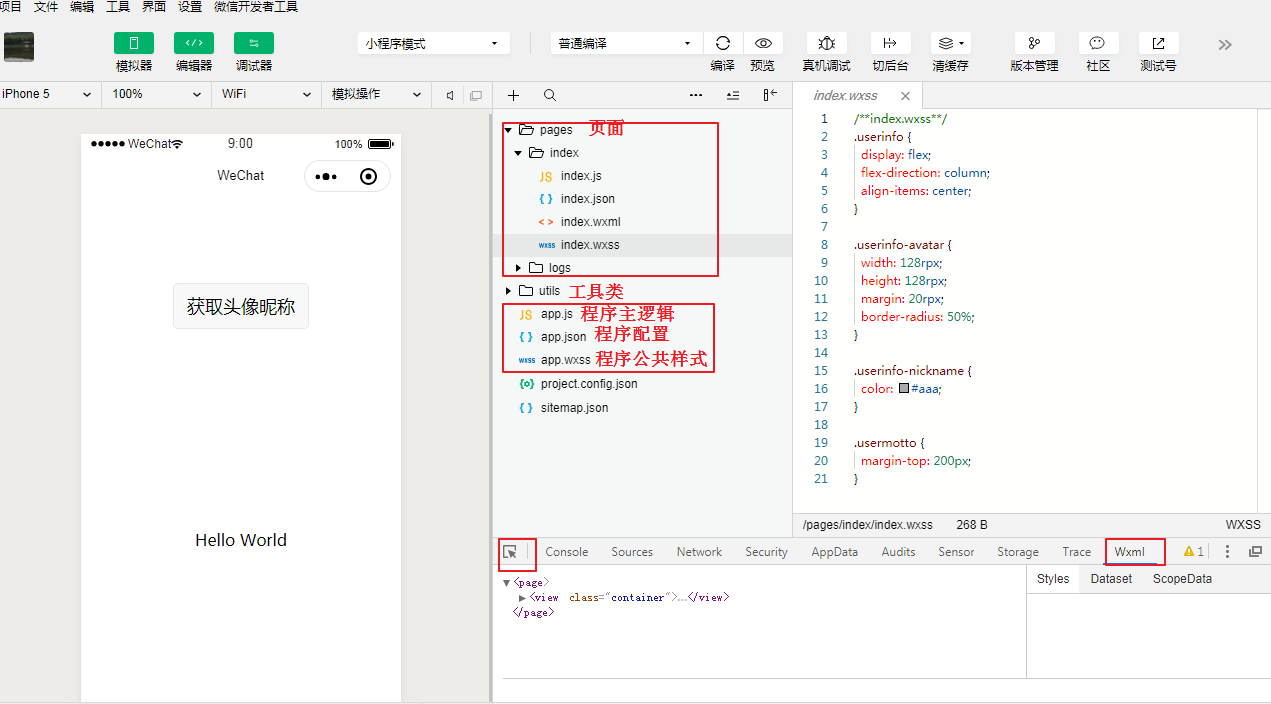 项目 文件 编辑 工具 界面 设置 微信开发者工具
模拟器 编辑器 调试器 小程序模式 普通编译 编译 预览 真机调试 切后台 清缓存 版本管理 社区 测试号
iPhone 5 100% WiFi 模拟操作
WeChat 9:00 100%
WeChat
获取头像昵称
Hello World
pages 页面
index
JS index.js
{ } index.json
< > index.wxml
wxss index.wxss
logs
utils 工具类
JS app.js 程序主逻辑
{ } app.json 程序配置
wxss app.wxss 程序公共样式
{o} project.config.json
{ } sitemap.json
index.wxss
1 /**index.wxss**/
2 .userinfo {
3 display: flex;
4 flex-direction: column;
5 align-items: center;
6 }
7
8 .userinfo-avatar {
9 width: 128rpx;
10 height: 128rpx;
11 margin: 20rpx;
12 border-radius: 50%;
13 }
14
15 .userinfo-nickname {
16 color: #aaa;
17 }
18
19 .usermotto {
20 margin-top: 200px;
21 }
/pages/index/index.wxss 268 B WXSS
Console Sources Network Security AppData Audits Sensor Storage Trace Wxml 1
<page>
<view class="container">…</view>
</page>
Styles Dataset ScopeData